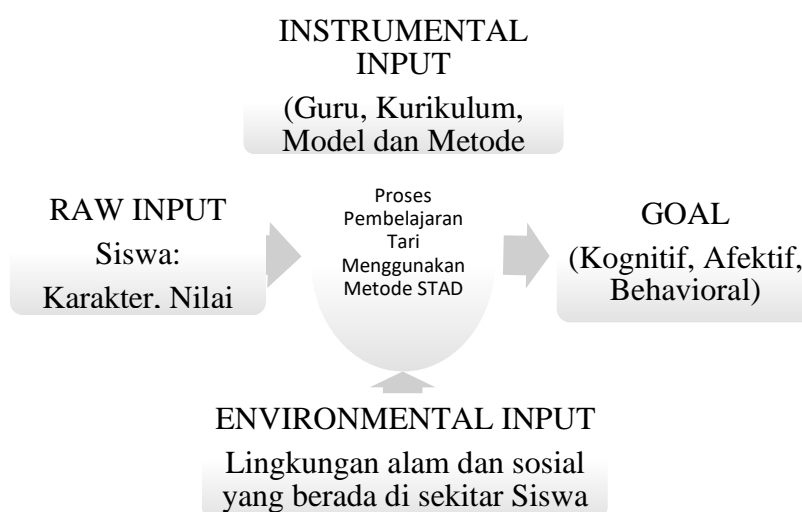 INSTRUMENTAL
INPUT
(Guru, Kurikulum,
Model dan Metode
RAW INPUT
Siswa:
Karakter, Nilai
Proses
Pembelajaran
Tari
Menggunakan
Metode STAD
GOAL
(Kognitif, Afektif,
Behavioral)
ENVIRONMENTAL INPUT
Lingkungan alam dan sosial
yang berada di sekitar Siswa